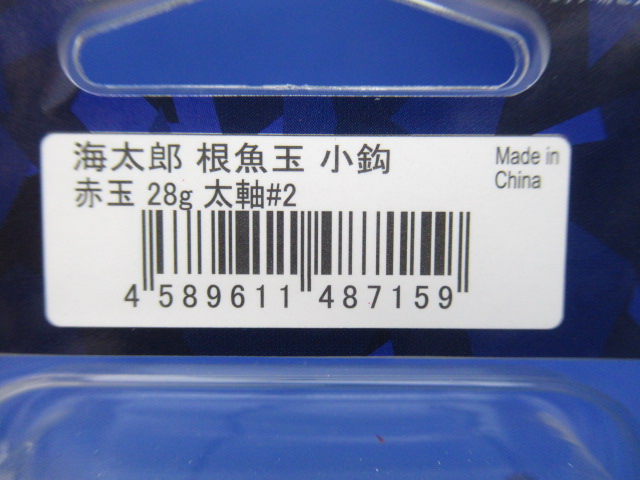 海太郎 根魚玉 小鈎
赤玉 28g 太軸#2
Made in
China
4 589611 487159